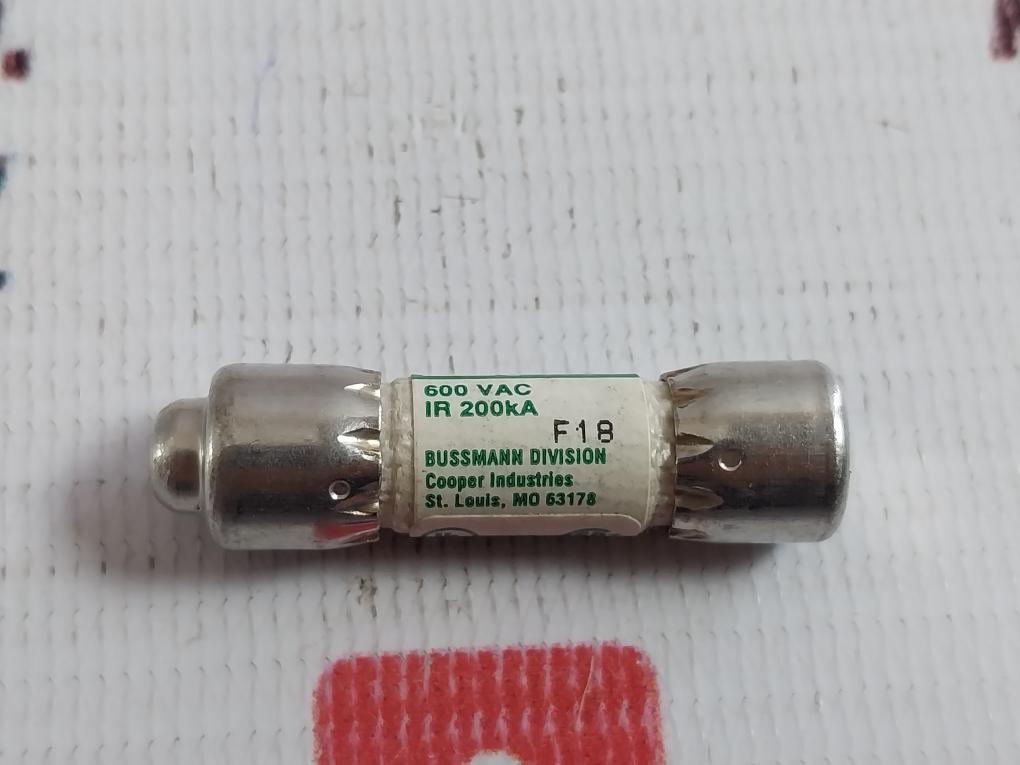 600 VAC
IR 200kA
F18
BUSSMANN DIVISION
Cooper Industries
St. Louis, MO 63178